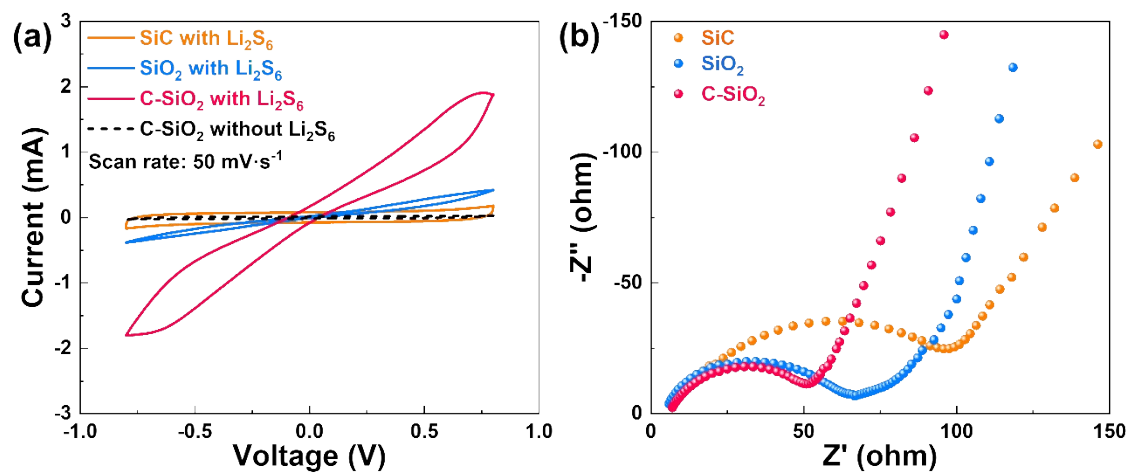 (a)
SiC with Li₂S₆
SiO₂ with Li₂S₆
C-SiO₂ with Li₂S₆
C-SiO₂ without Li₂S₆
Scan rate: 50 mV·s⁻¹
Current (mA)
3
2
1
0
-1
-2
-3
-1.0
-0.5
0.0
0.5
1.0
Voltage (V)
(b)
SiC
SiO₂
C-SiO₂
-Z'' (ohm)
-150
-100
-50
0
0
50
100
150
Z' (ohm)